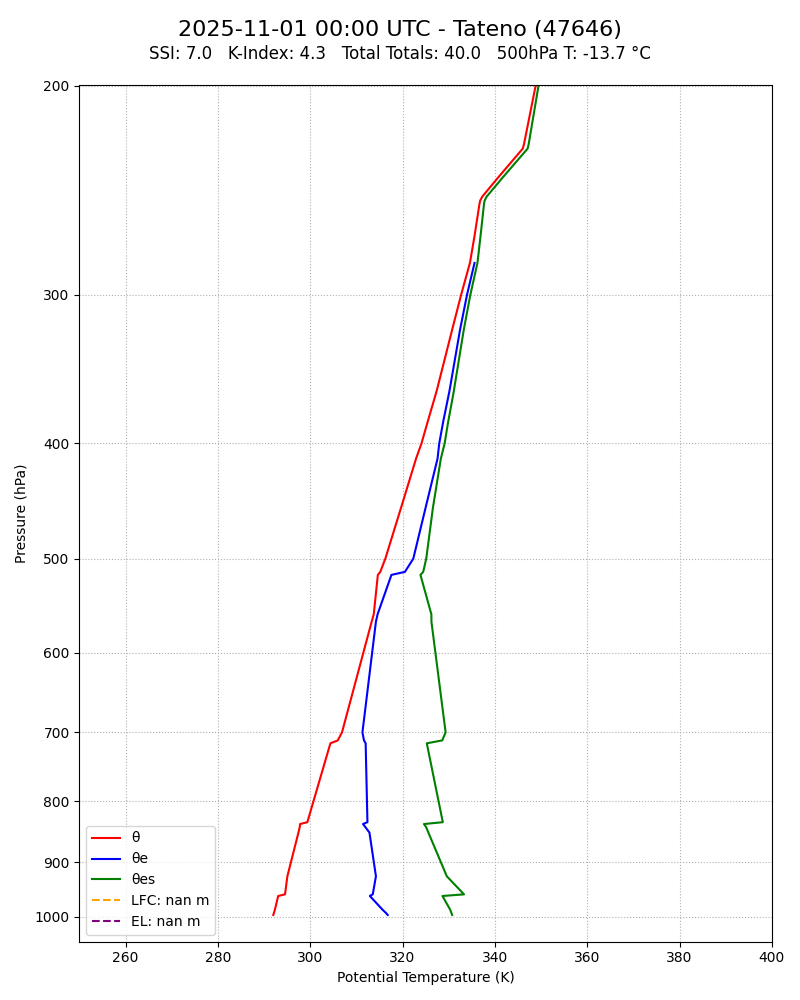 2025-11-01 00:00 UTC - Tateno (47646)
SSI: 7.0   K-Index: 4.3   Total Totals: 40.0   500hPa T: -13.7 °C
200
300
400
500
600
700
800
900
1000
Pressure (hPa)
θ
θe
θes
LFC: nan m
EL: nan m
260
280
300
320
340
360
380
400
Potential Temperature (K)